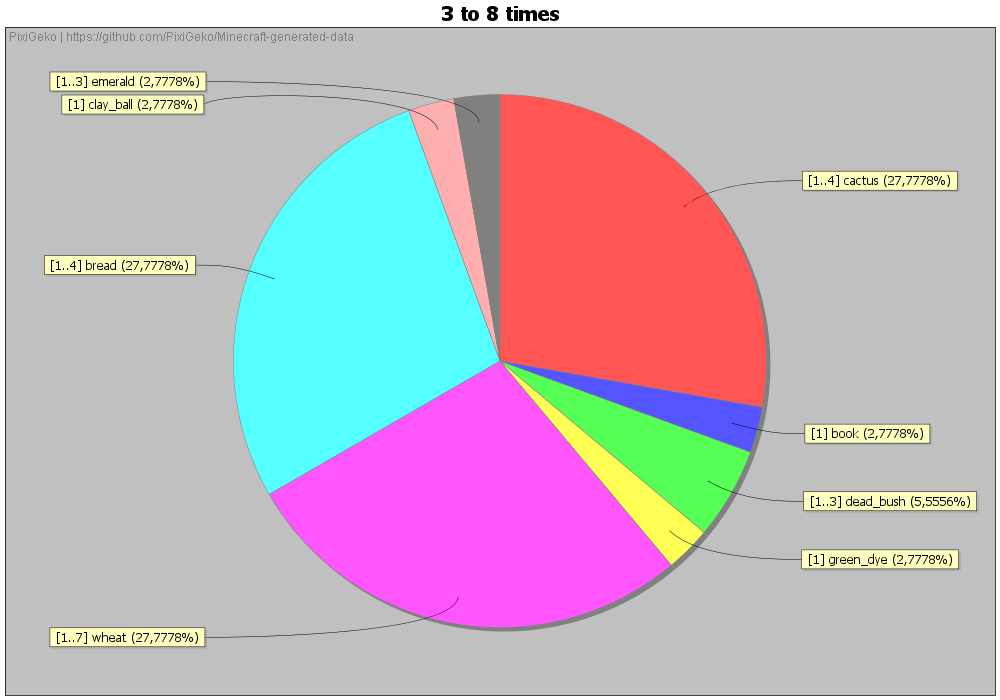 3 to 8 times
PixiGeko | https://github.com/PixiGeko/Minecraft-generated-data
[1..3] emerald (2,7778%)
[1] clay_ball (2,7778%)
[1..4] cactus (27,7778%)
[1..4] bread (27,7778%)
[1] book (2,7778%)
[1..3] dead_bush (5,5556%)
[1] green_dye (2,7778%)
[1..7] wheat (27,7778%)